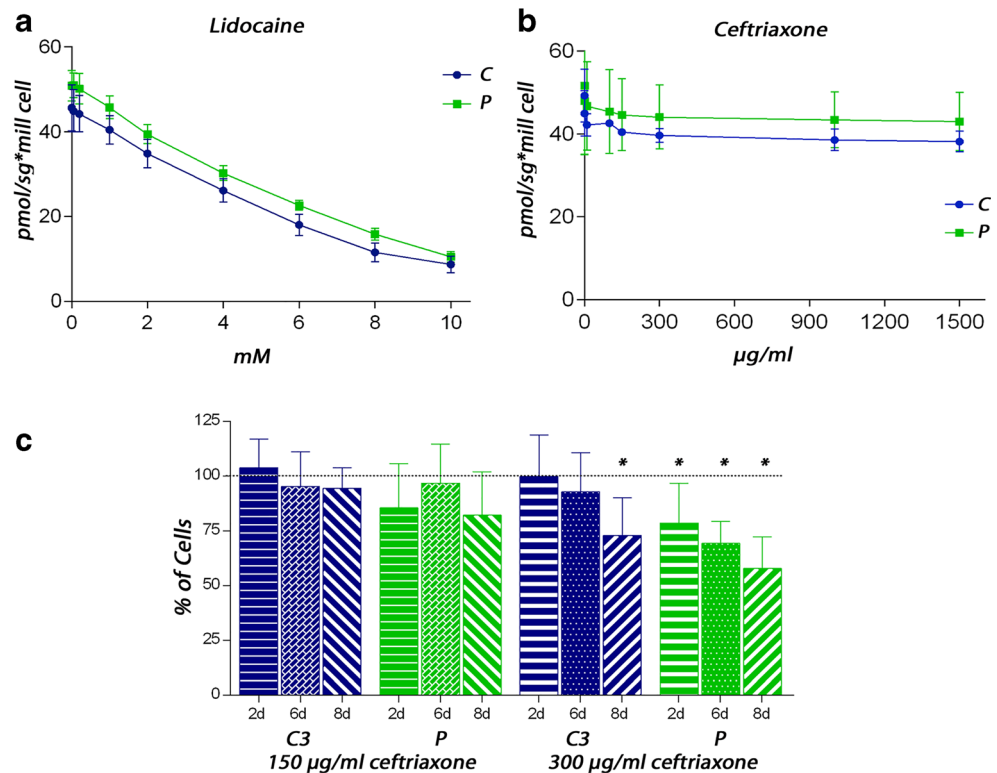 a
Lidocaine
60
40
20
0
pmol/sg*mill cell
C
P
0 2 4 6 8 10
mM
b
Ceftriaxone
60
40
20
0
pmol/sg*mill cell
C
P
0 300 600 900 1200 1500
µg/ml
c
125
100
75
50
25
0
% of Cells
* * * *
2d 6d 8d 2d 6d 8d 2d 6d 8d 2d 6d 8d
C3 P C3 P
150 µg/ml ceftriaxone 300 µg/ml ceftriaxone